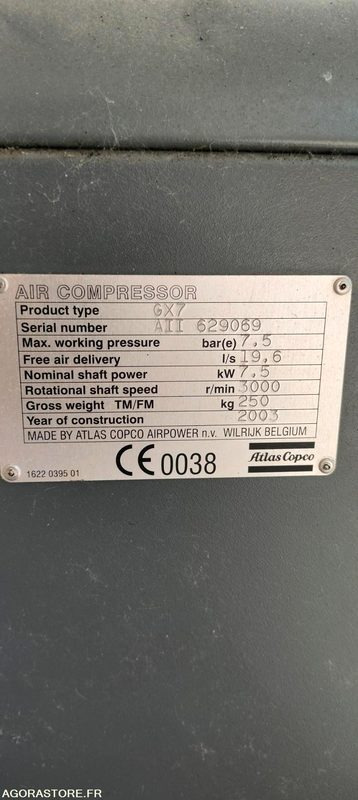 AIR COMPRESSOR
Product type GX7
Serial number AII 629069
Max. working pressure bar(e) 7,5
Free air delivery l/s 19,6
Nominal shaft power kW 7,5
Rotational shaft speed r/min 3000
Gross weight TM/FM kg 250
Year of construction 2003
MADE BY ATLAS COPCO AIRPOWER n.v. WILRIJK BELGIUM
1622 0395 01 CE 0038 Atlas Copco
AGORASTORE.FR